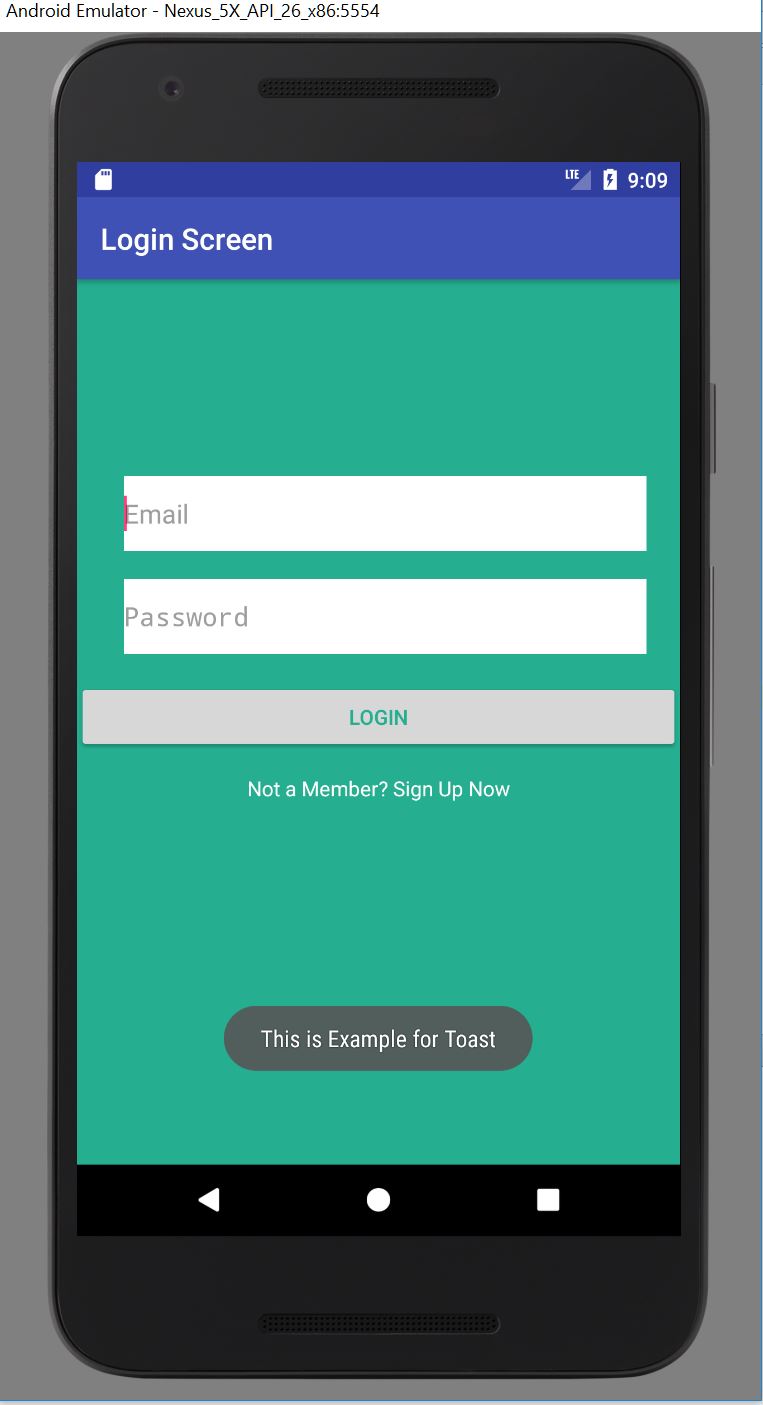 Android Emulator - Nexus_5X_API_26_x86:5554
LTE 9:09
Login Screen
Email
Password
LOGIN
Not a Member? Sign Up Now
This is Example for Toast